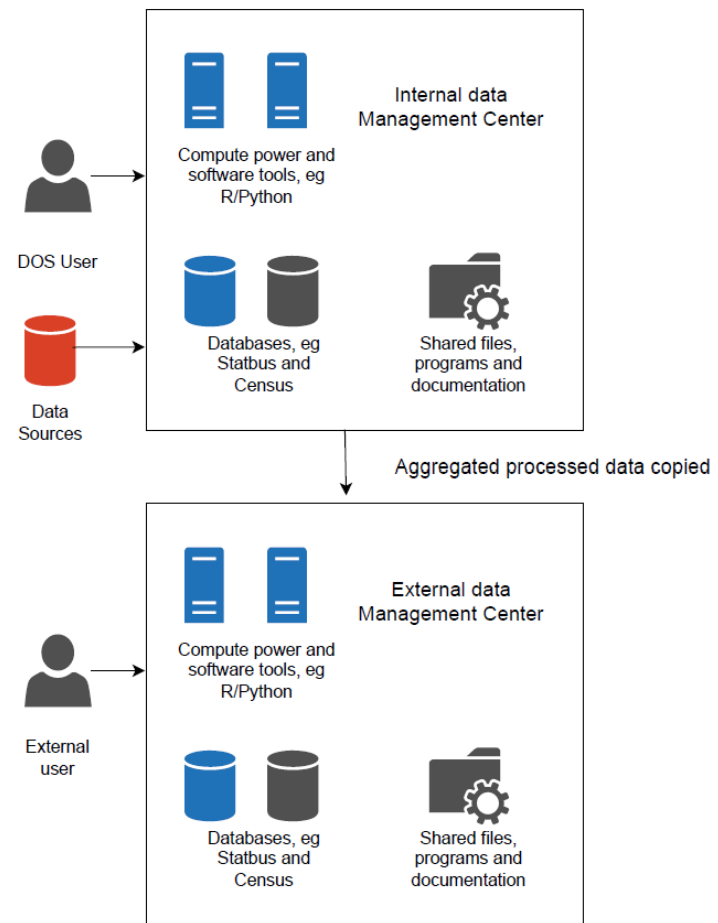 Internal data
Management Center
Compute power and
software tools, eg
R/Python
DOS User
Databases, eg
Statbus and
Census
Shared files,
programs and
documentation
Data
Sources
Aggregated processed data copied
External data
Management Center
Compute power and
software tools, eg
R/Python
External
user
Databases, eg
Statbus and
Census
Shared files,
programs and
documentation